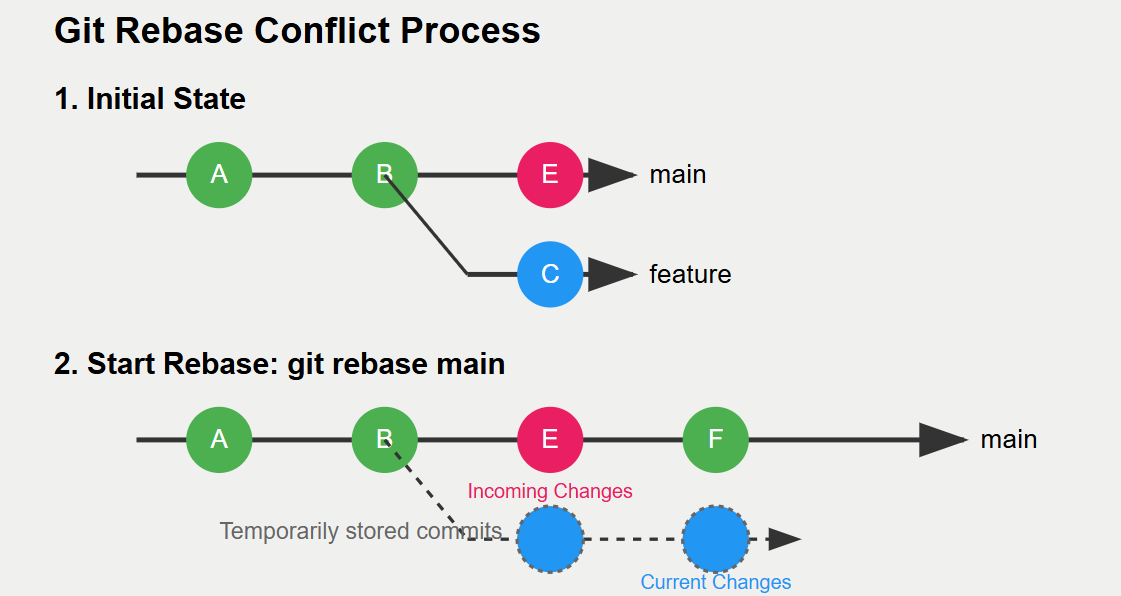 Git Rebase Conflict Process
1. Initial State
A B E main
C feature
2. Start Rebase: git rebase main
A B E F main
Incoming Changes
Temporarily stored commits
Current Changes